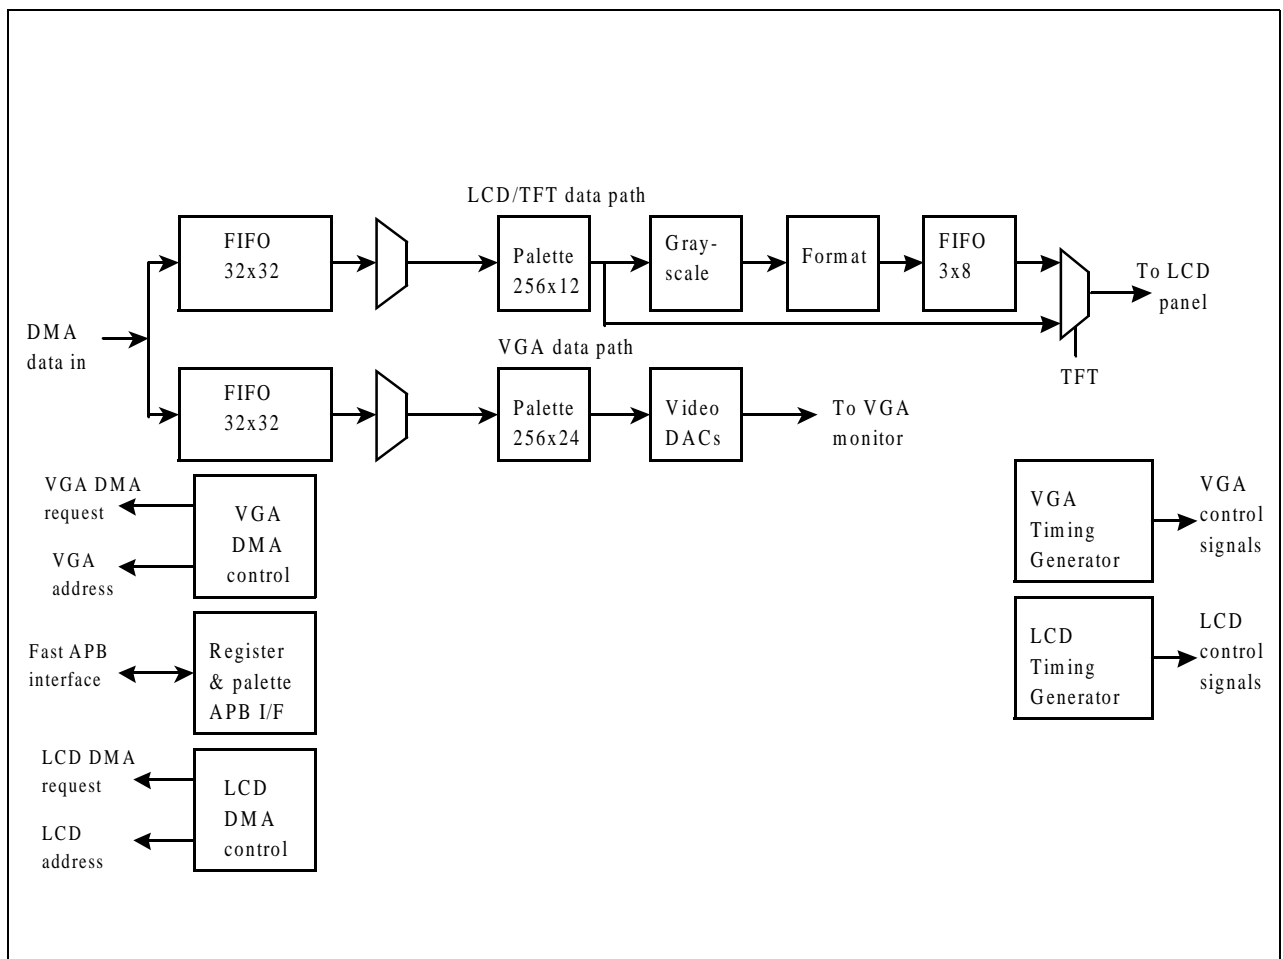 LCD/TFT data path
FIFO
32x32
Palette
256x12
Gray-
scale
Format
FIFO
3x8
To LCD
panel
DMA
data in
TFT
VGA data path
FIFO
32x32
Palette
256x24
Video
DACs
To VGA
monitor
VGA DMA
request
VGA
address
VGA
DMA
control
VGA
Timing
Generator
VGA
control
signals
Fast APB
interface
Register
& palette
APB I/F
LCD
Timing
Generator
LCD
control
signals
LCD DMA
request
LCD
address
LCD
DMA
control